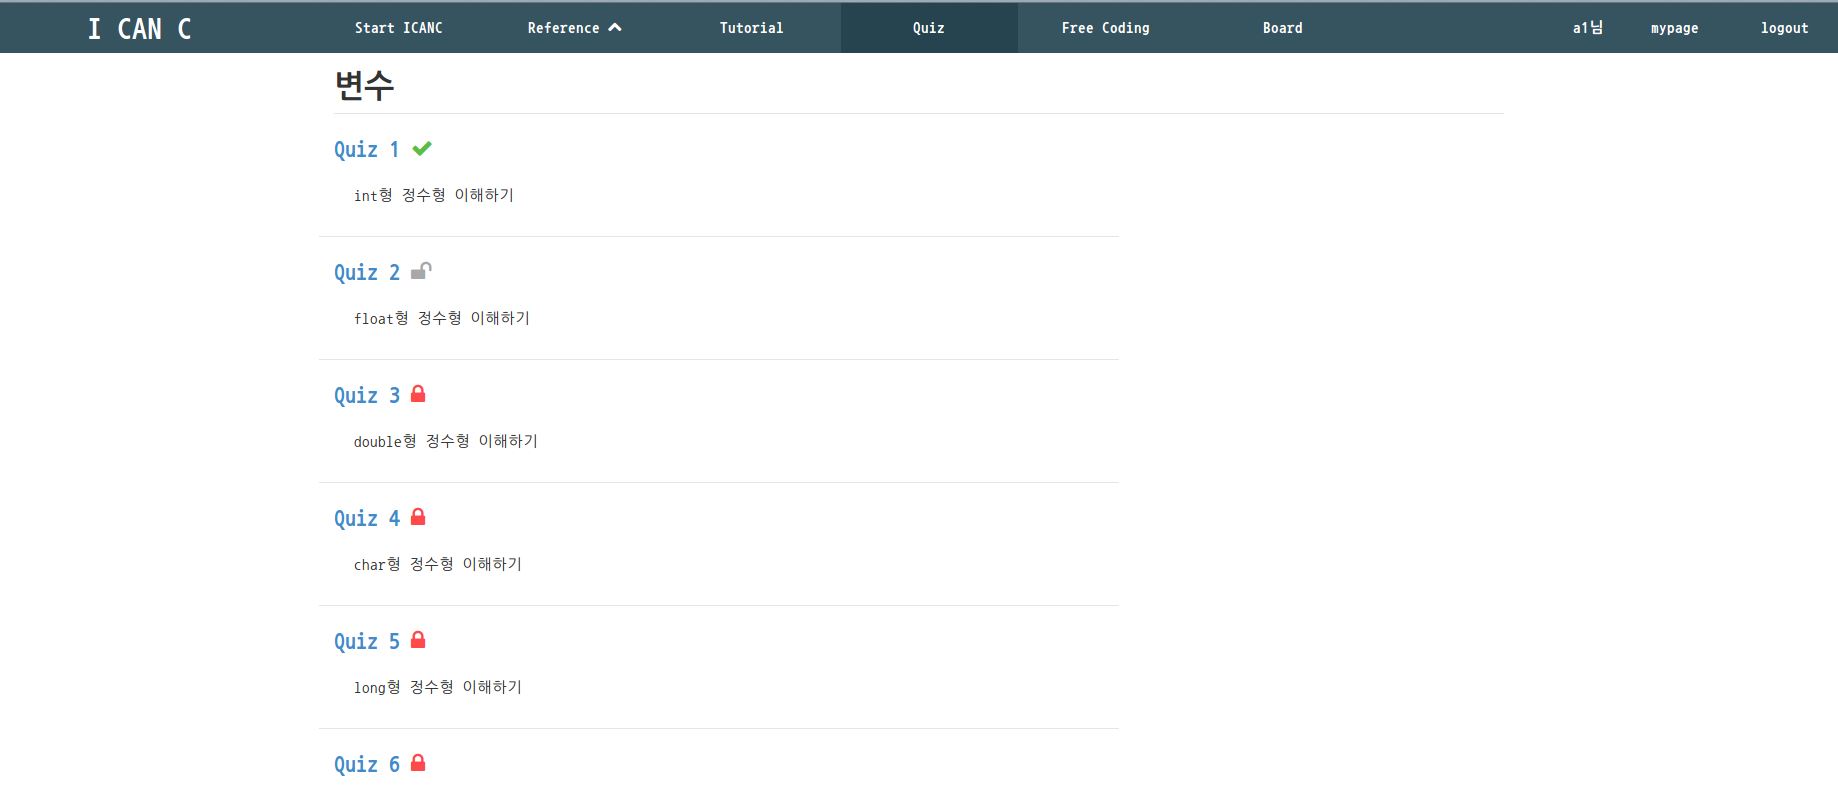 I CAN C Start ICANC Reference Tutorial Quiz Free Coding Board a1님 mypage logout
변수
Quiz 1
int형 정수형 이해하기
Quiz 2
float형 정수형 이해하기
Quiz 3
double형 정수형 이해하기
Quiz 4
char형 정수형 이해하기
Quiz 5
long형 정수형 이해하기
Quiz 6